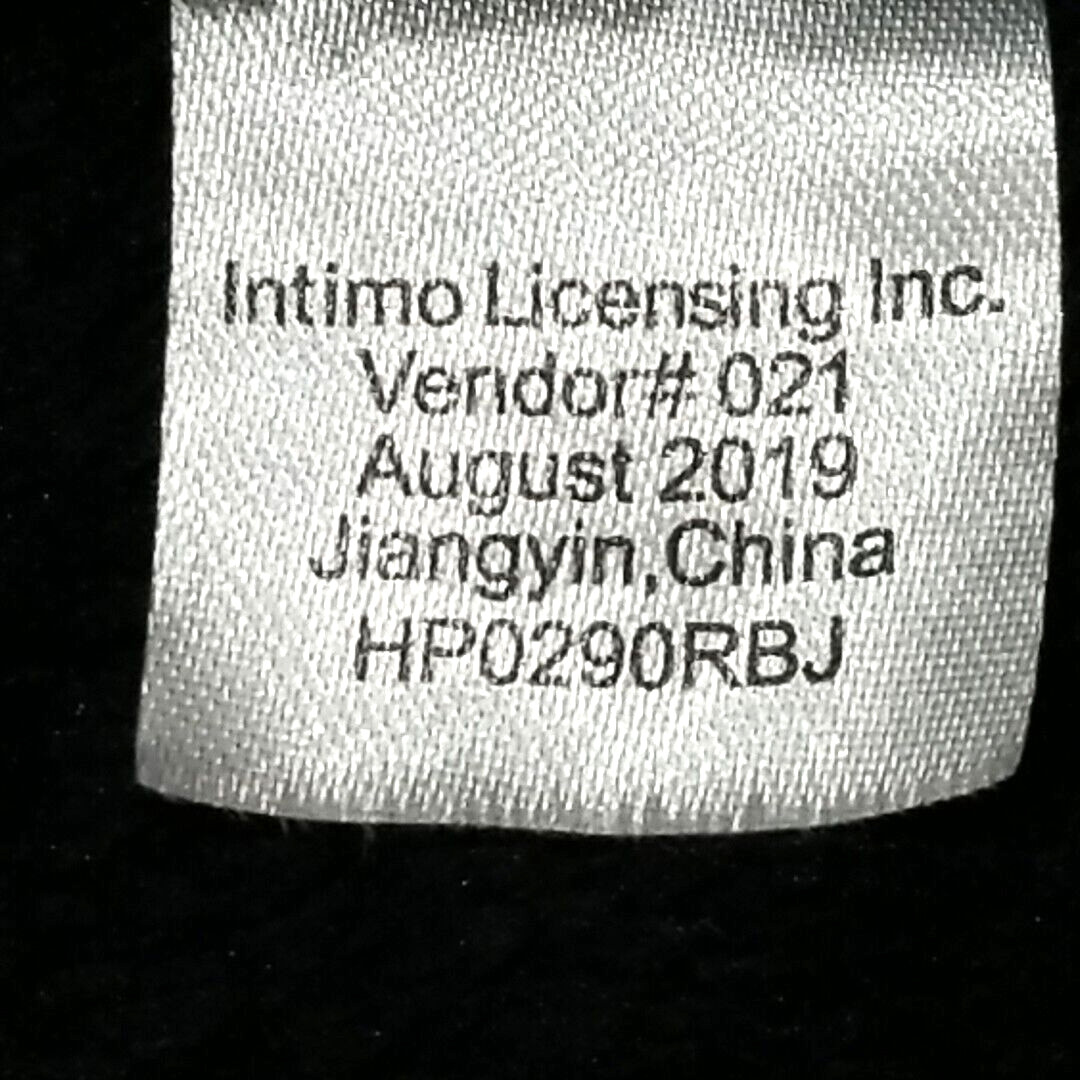 Intimo Licensing Inc.
Vendor# 021
August 2019
Jiangyin,China
HP0290RBJ